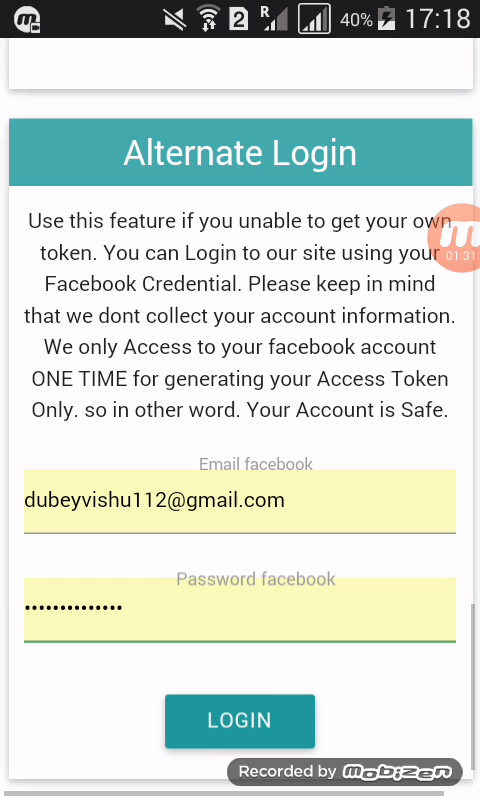 2 R 40% 17:18
Alternate Login
Use this feature if you unable to get your own
token. You can Login to our site using your
Facebook Credential. Please keep in mind
that we dont collect your account information.
We only Access to your facebook account
ONE TIME for generating your Access Token
Only. so in other word. Your Account is Safe.
01:31
Email facebook
dubeyvishu112@gmail.com
Password facebook
••••••••••••••
LOGIN
Recorded by mobizen